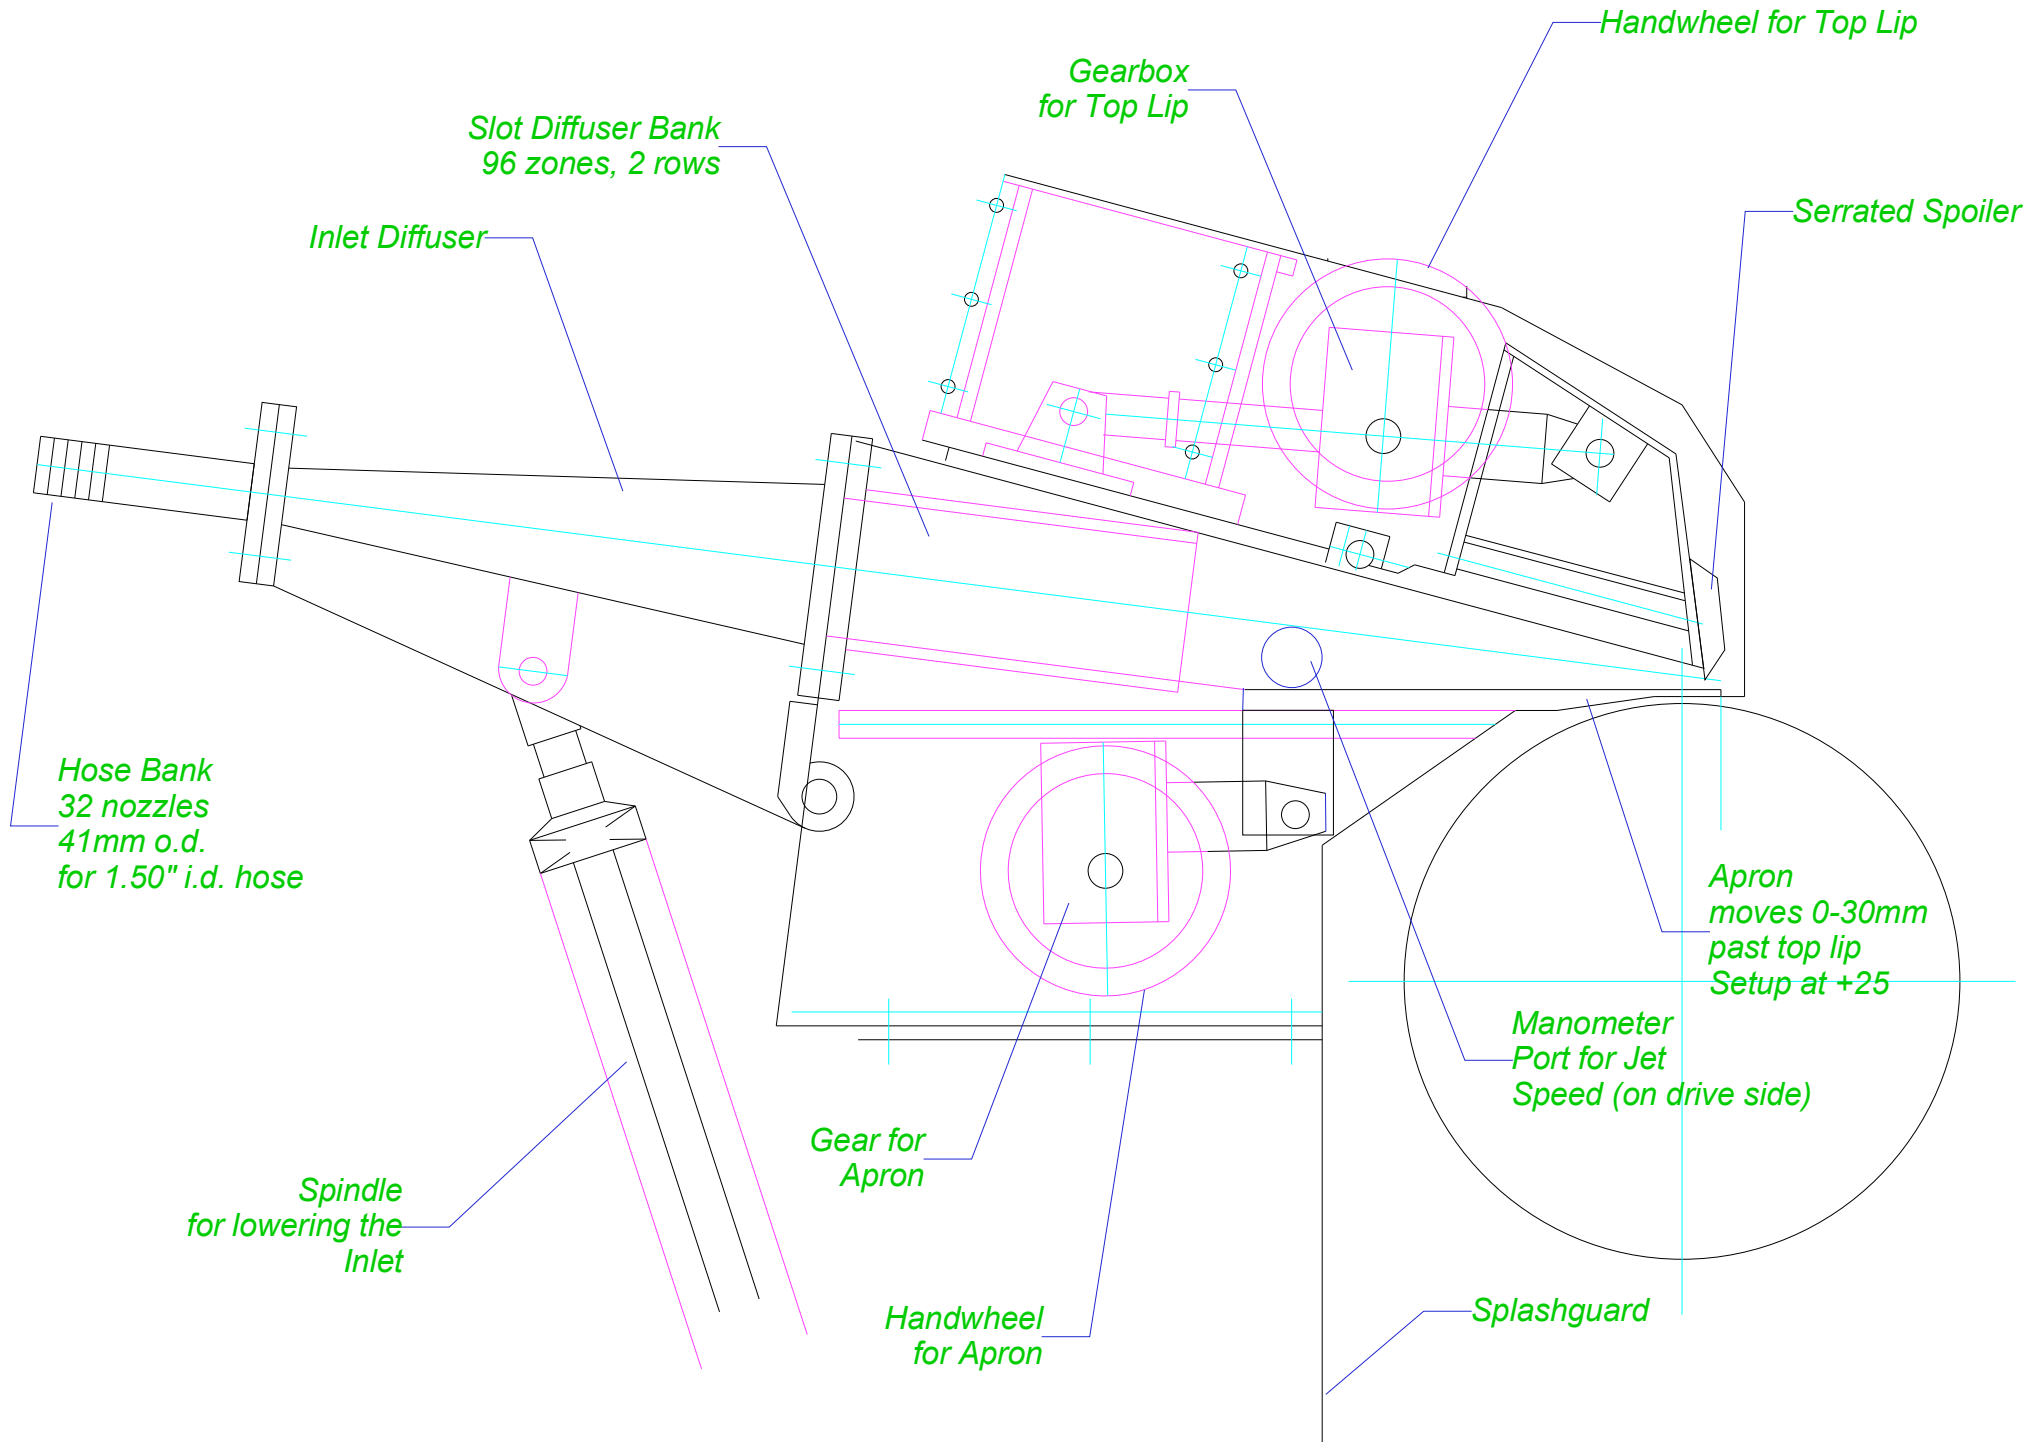 Handwheel for Top Lip
Gearbox
for Top Lip
Slot Diffuser Bank
96 zones, 2 rows
Serrated Spoiler
Inlet Diffuser
Hose Bank
32 nozzles
41mm o.d.
for 1.50" i.d. hose
Apron
moves 0-30mm
past top lip
Setup at +25
Manometer
Port for Jet
Speed (on drive side)
Gear for
Apron
Spindle
for lowering the
Inlet
Handwheel
for Apron
Splashguard